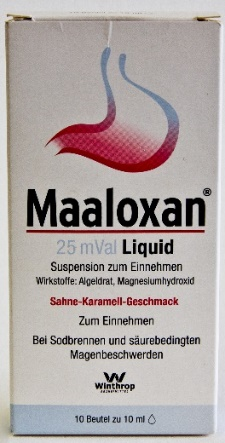 Maaloxan®
25 mVal Liquid
Suspension zum Einnehmen
Wirkstoffe: Algeldrat, Magnesiumhydroxid
Sahne-Karamell-Geschmack
Zum Einnehmen
Bei Sodbrennen und säurebedingten
Magenbeschwerden
Winthrop
10 Beutel zu 10 ml